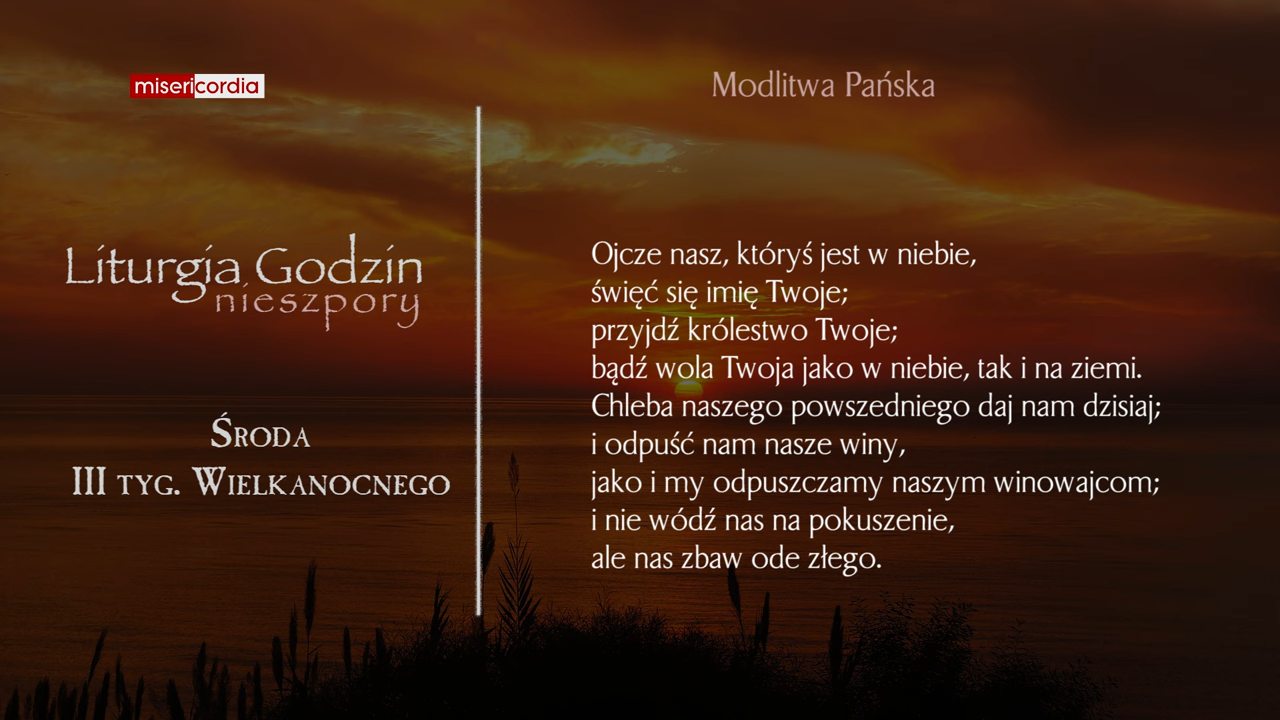 misericordia
Liturgia Godzin
nieszpory
Środa
III tyg. Wielkanocnego
Modlitwa Pańska
Ojcze nasz, któryś jest w niebie,
święć się imię Twoje;
przyjdź królestwo Twoje;
bądź wola Twoja jako w niebie, tak i na ziemi.
Chleba naszego powszedniego daj nam dzisiaj;
i odpuść nam nasze winy,
jako i my odpuszczamy naszym winowajcom;
i nie wódź nas na pokuszenie,
ale nas zbaw ode złego.